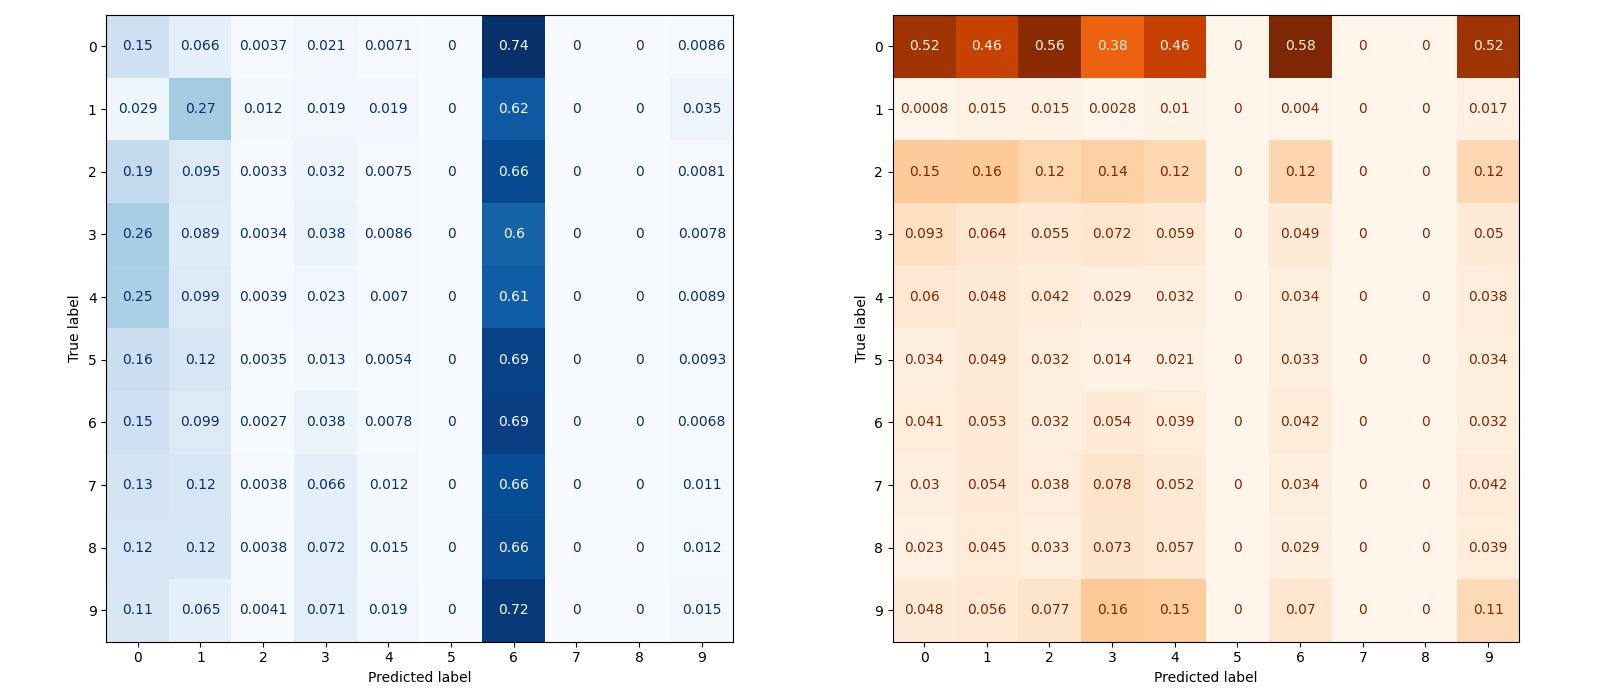 0 0.15 0.066 0.0037 0.021 0.0071 0 0.74 0 0 0.0086
1 0.029 0.27 0.012 0.019 0.019 0 0.62 0 0 0.035
2 0.19 0.095 0.0033 0.032 0.0075 0 0.66 0 0 0.0081
3 0.26 0.089 0.0034 0.038 0.0086 0 0.6 0 0 0.0078
4 0.25 0.099 0.0039 0.023 0.007 0 0.61 0 0 0.0089
5 0.16 0.12 0.0035 0.013 0.0054 0 0.69 0 0 0.0093
6 0.15 0.099 0.0027 0.038 0.0078 0 0.69 0 0 0.0068
7 0.13 0.12 0.0038 0.066 0.012 0 0.66 0 0 0.011
8 0.12 0.12 0.0038 0.072 0.015 0 0.66 0 0 0.012
9 0.11 0.065 0.0041 0.071 0.019 0 0.72 0 0 0.015
0 1 2 3 4 5 6 7 8 9
Predicted label
True label
0 0.52 0.46 0.56 0.38 0.46 0 0.58 0 0 0.52
1 0.0008 0.015 0.015 0.0028 0.01 0 0.004 0 0 0.017
2 0.15 0.16 0.12 0.14 0.12 0 0.12 0 0 0.12
3 0.093 0.064 0.055 0.072 0.059 0 0.049 0 0 0.05
4 0.06 0.048 0.042 0.029 0.032 0 0.034 0 0 0.038
5 0.034 0.049 0.032 0.014 0.021 0 0.033 0 0 0.034
6 0.041 0.053 0.032 0.054 0.039 0 0.042 0 0 0.032
7 0.03 0.054 0.038 0.078 0.052 0 0.034 0 0 0.042
8 0.023 0.045 0.033 0.073 0.057 0 0.029 0 0 0.039
9 0.048 0.056 0.077 0.16 0.15 0 0.07 0 0 0.11
0 1 2 3 4 5 6 7 8 9
Predicted label
True label